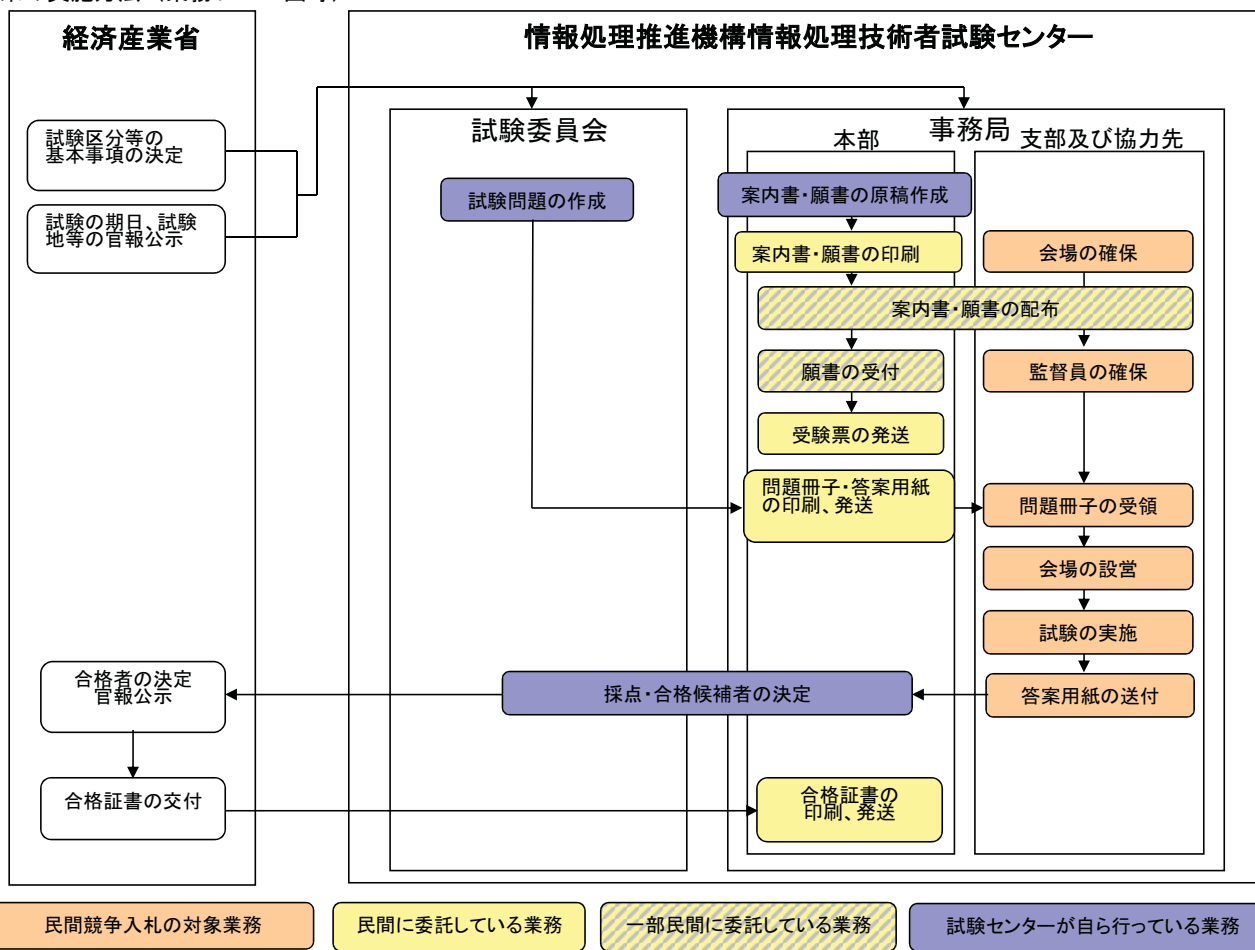 経済産業省
情報処理推進機構情報処理技術者試験センター
試験区分等の
基本事項の決定
試験の期日、試験
地等の官報公示
合格者の決定
官報公示
合格証書の交付
試験委員会
試験問題の作成
事務局
本部
支部及び協力先
案内書・願書の原稿作成
案内書・願書の印刷
会場の確保
案内書・願書の配布
願書の受付
監督員の確保
受験票の発送
問題冊子・答案用紙
の印刷、発送
問題冊子の受領
会場の設営
試験の実施
採点・合格候補者の決定
答案用紙の送付
合格証書の
印刷、発送
民間競争入札の対象業務
民間に委託している業務
一部民間に委託している業務
試験センターが自ら行っている業務